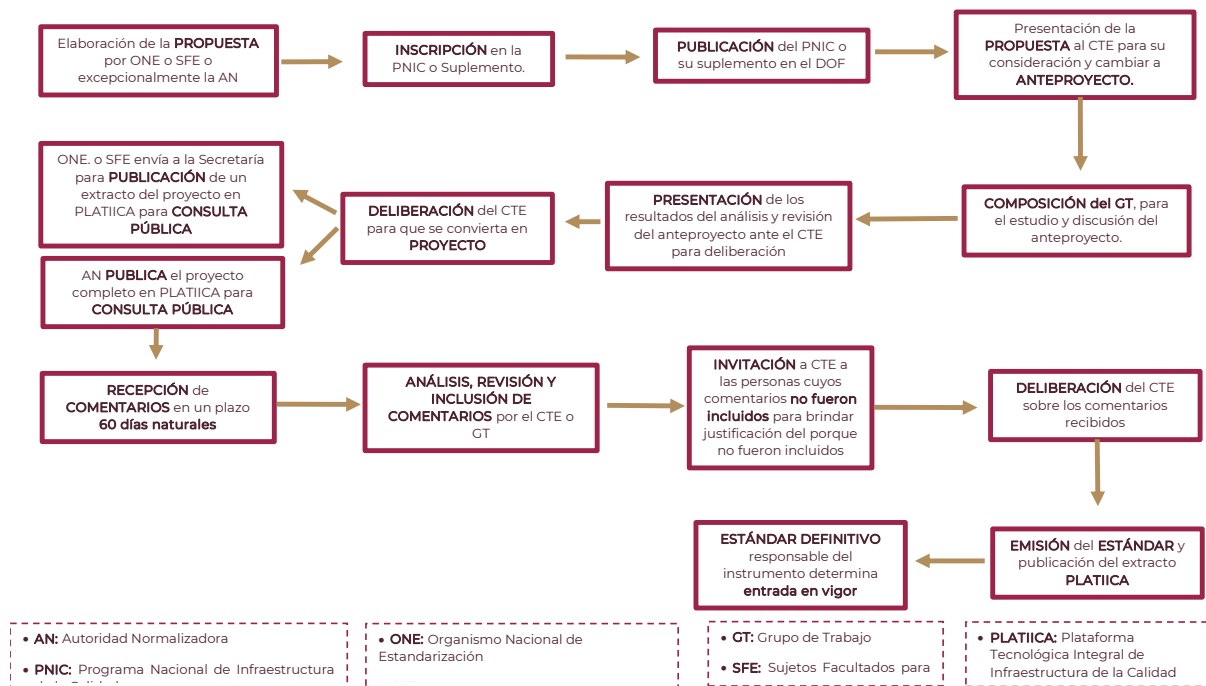 Elaboración de la PROPUESTA
por ONE o SFE o
excepcionalmente la AN
INSCRIPCIÓN en la
PNIC o Suplemento.
PUBLICACIÓN del PNIC o
su suplemento en el DOF
Presentación de la
PROPUESTA al CTE para su
consideración y cambiar a
ANTEPROYECTO.
COMPOSICIÓN del GT, para
el estudio y discusión del
anteproyecto.
PRESENTACIÓN de los
resultados del análisis y revisión
del anteproyecto ante el CTE
para deliberación
DELIBERACIÓN del CTE
para que se convierta en
PROYECTO
ONE. o SFE envía a la Secretaría
para PUBLICACIÓN de un
extracto del proyecto en
PLATIICA para CONSULTA
PÚBLICA
AN PUBLICA el proyecto
completo en PLATIICA para
CONSULTA PÚBLICA
RECEPCIÓN de
COMENTARIOS en un plazo
60 días naturales
ANÁLISIS, REVISIÓN Y
INCLUSIÓN DE
COMENTARIOS por el CTE o
GT
INVITACIÓN a CTE a
las personas cuyos
comentarios no fueron
incluidos para brindar
justificación del porque
no fueron incluidos
DELIBERACIÓN del CTE
sobre los comentarios
recibidos
EMISIÓN del ESTÁNDAR y
publicación del extracto
PLATIICA
ESTÁNDAR DEFINITIVO
responsable del
instrumento determina
entrada en vigor
• AN: Autoridad Normalizadora
• PNIC: Programa Nacional de Infraestructura
• ONE: Organismo Nacional de
Estandarización
• GT: Grupo de Trabajo
• SFE: Sujetos Facultados para
• PLATIICA: Plataforma
Tecnológica Integral de
Infraestructura de la Calidad